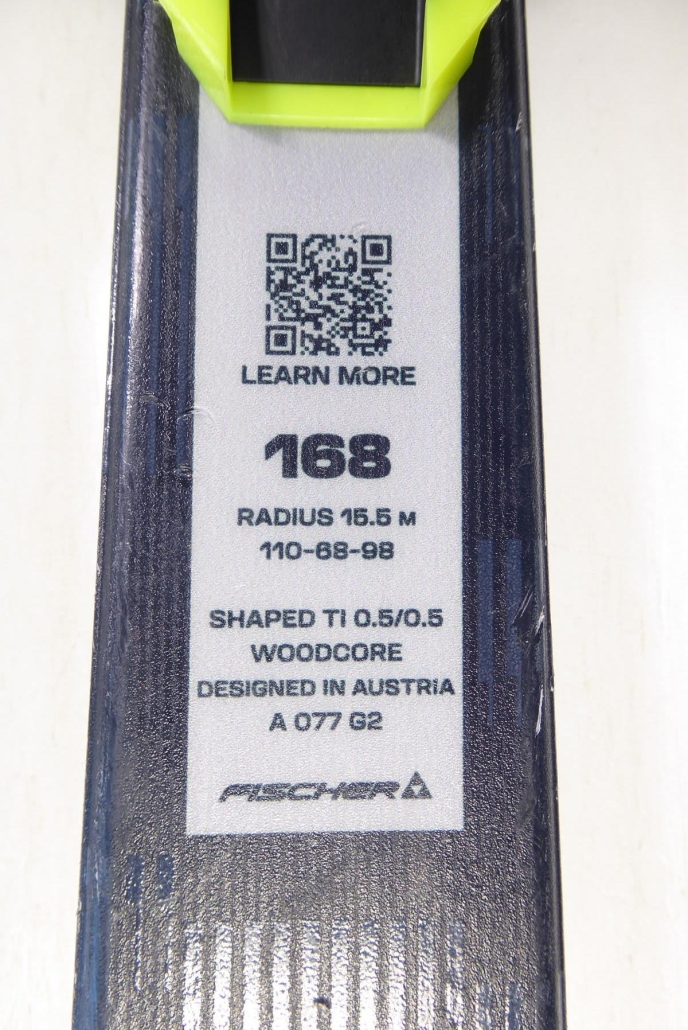 LEARN MORE
168
RADIUS 15.5 M
110-68-98
SHAPED TI 0.5/0.5
WOODCORE
DESIGNED IN AUSTRiA
A 077 G2
FISCHER